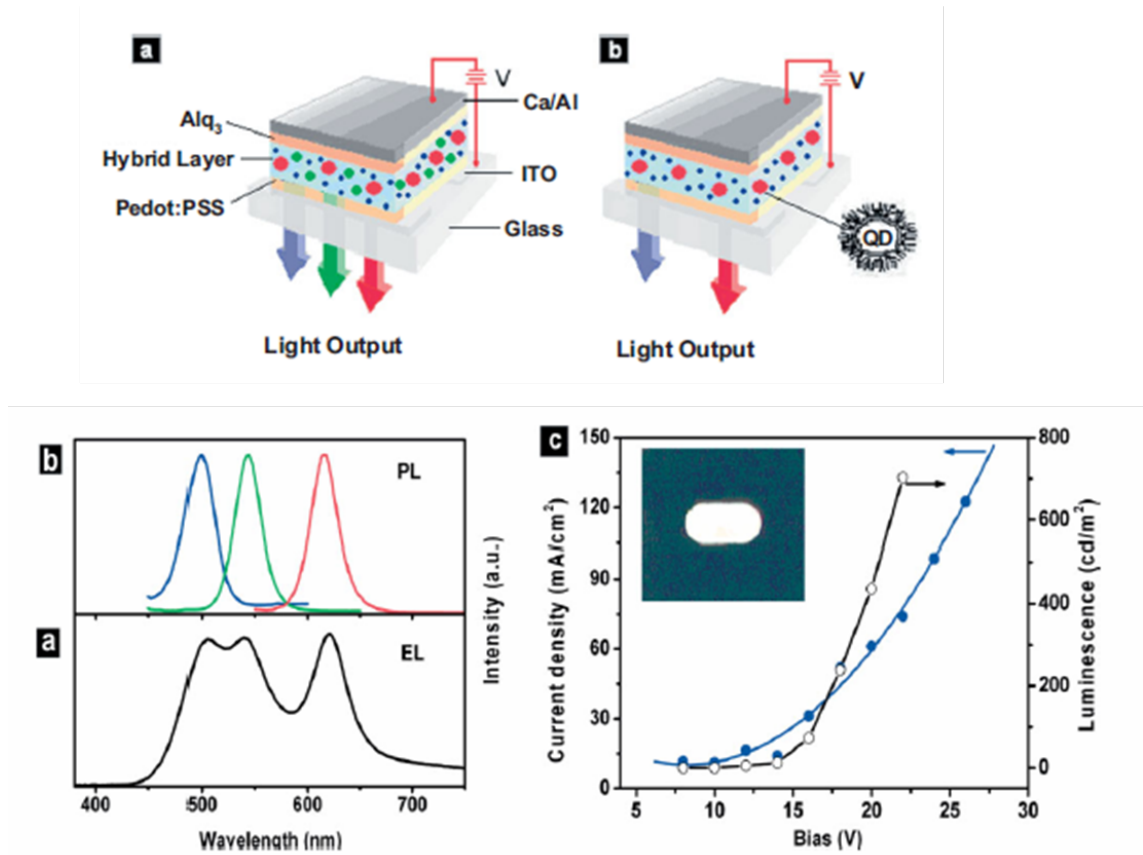 a
b
V
V
Ca/Al
Alq3
Hybrid Layer
ITO
Pedot:PSS
Glass
QD
Light Output
Light Output
b
PL
a
EL
Intensity (a.u.)
400 500 600 700
Wavelength (nm)
c
150
120
90
60
30
0
Current density (mA/cm²)
800
600
400
200
0
Luminescence (cd/m²)
5 10 15 20 25 30
Bias (V)